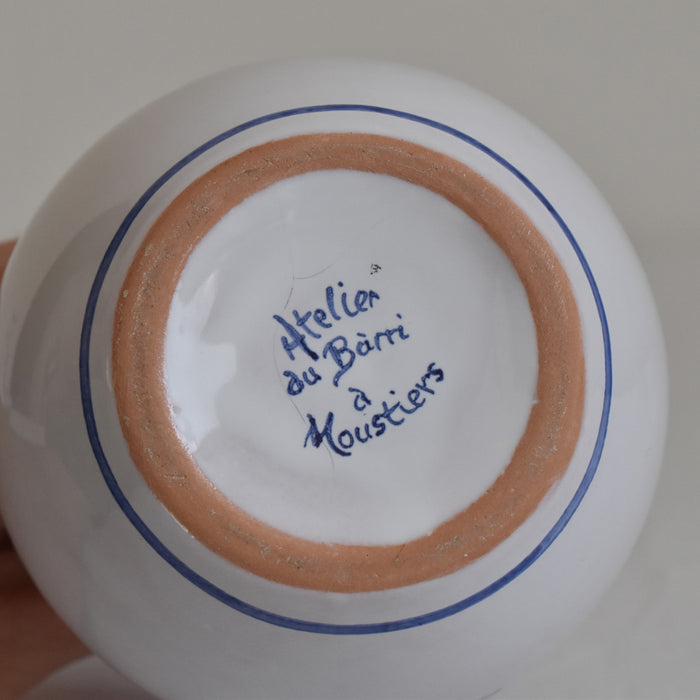 Atelier
du Bàrri
à
Moustiers